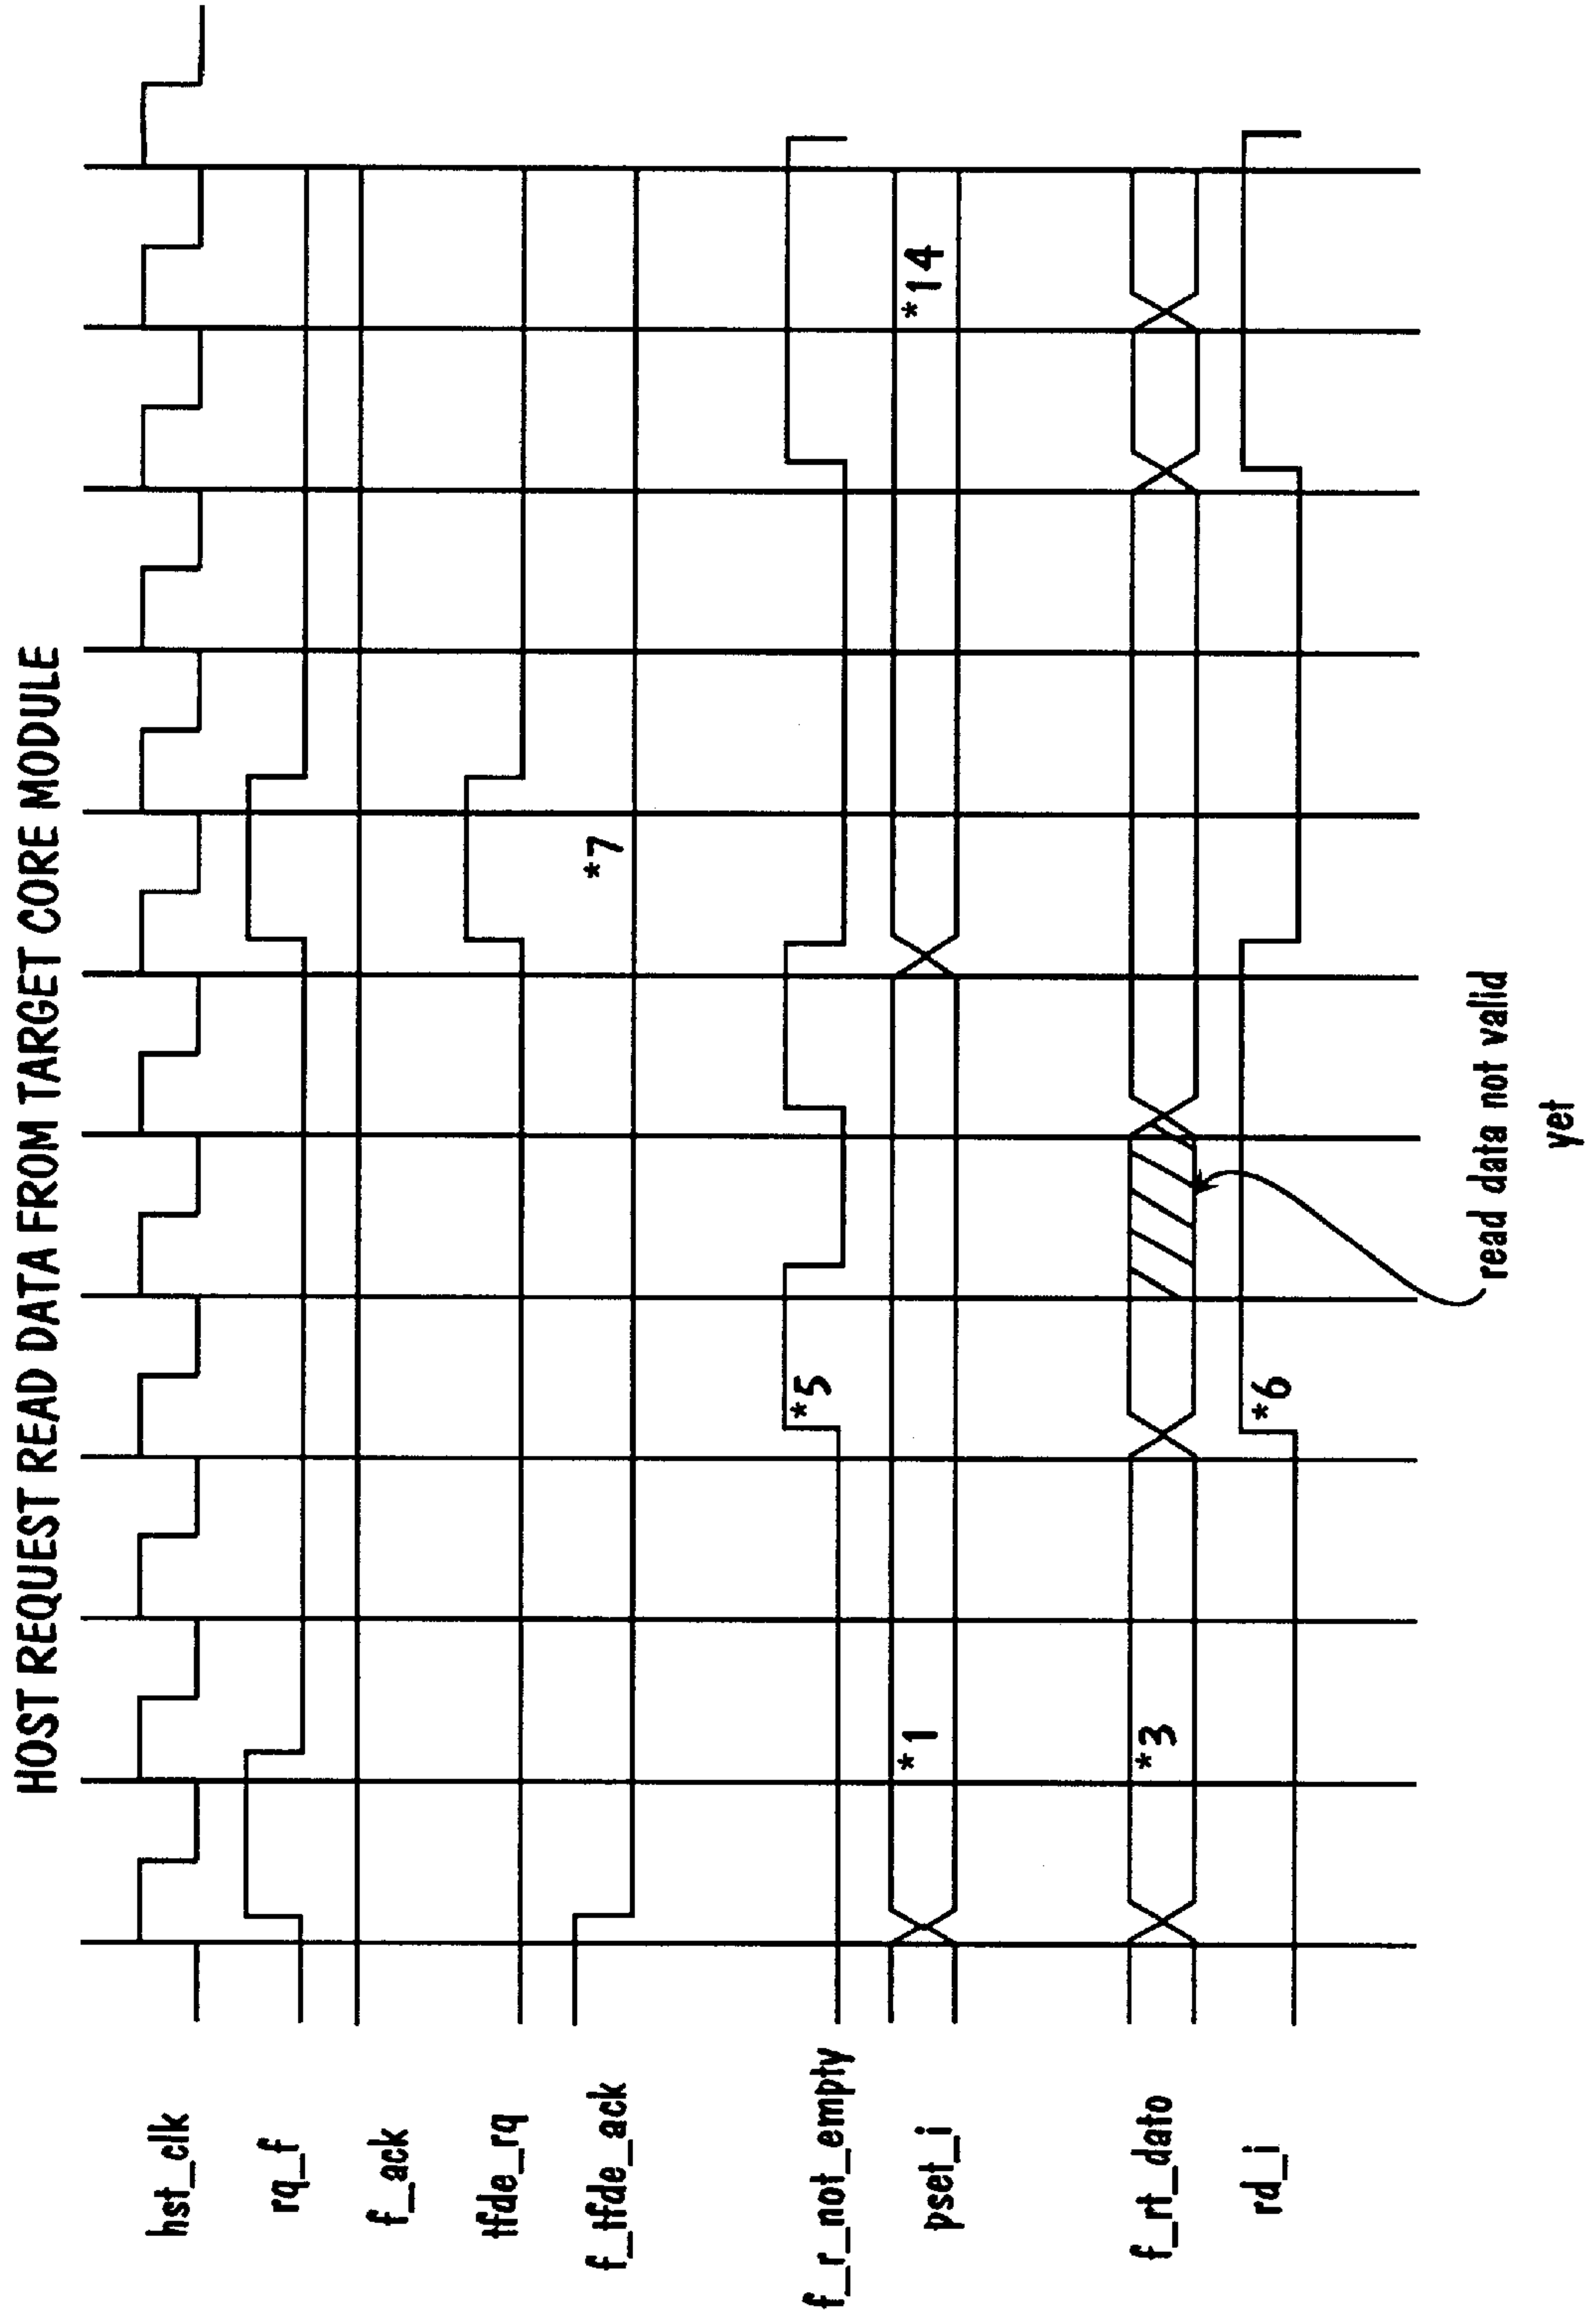 HOST REQUEST READ DATA FROM TARGET CORE MODULE
hst_clk
rq_f
f_ack
tfde_rq
f_tfde_ack
*7
f_r_not_empty
*5
pset_i
*1
*14
f_rt_dato
*3
rd_i
*6
read data not valid
yet